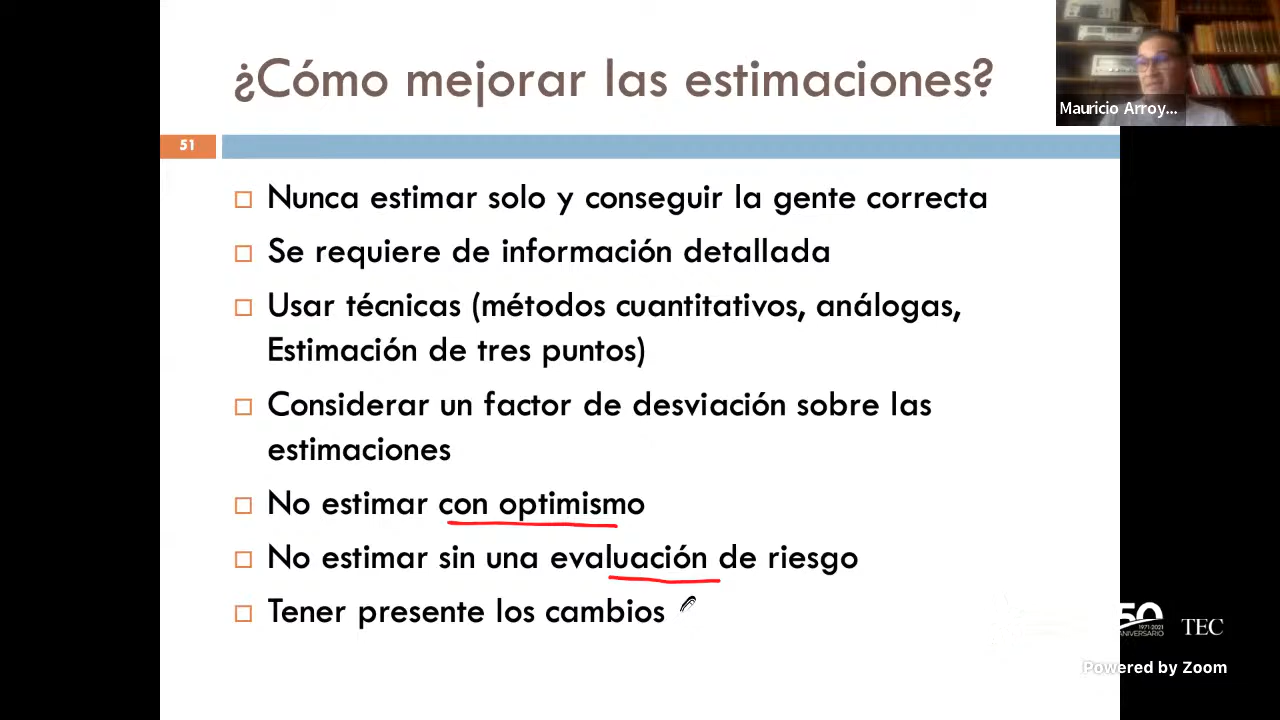 ¿Cómo mejorar las estimaciones?
Mauricio Arroy...
51
Nunca estimar solo y conseguir la gente correcta
Se requiere de información detallada
Usar técnicas (métodos cuantitativos, análogas,
Estimación de tres puntos)
Considerar un factor de desviación sobre las
estimaciones
No estimar con optimismo
No estimar sin una evaluación de riesgo
Tener presente los cambios
50
1971-2021
ANIVERSARIO
TEC
Powered by Zoom